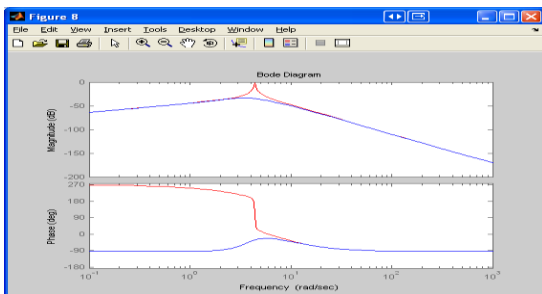 Figure 8
File Edit View Insert Tools Desktop Window Help
Bode Diagram
Magnitude (dB)
0
-50
-100
-150
-200
Phase (deg)
270
180
90
0
-90
-180
10^-1 10^0 10^1 10^2 10^3
Frequency (rad/sec)